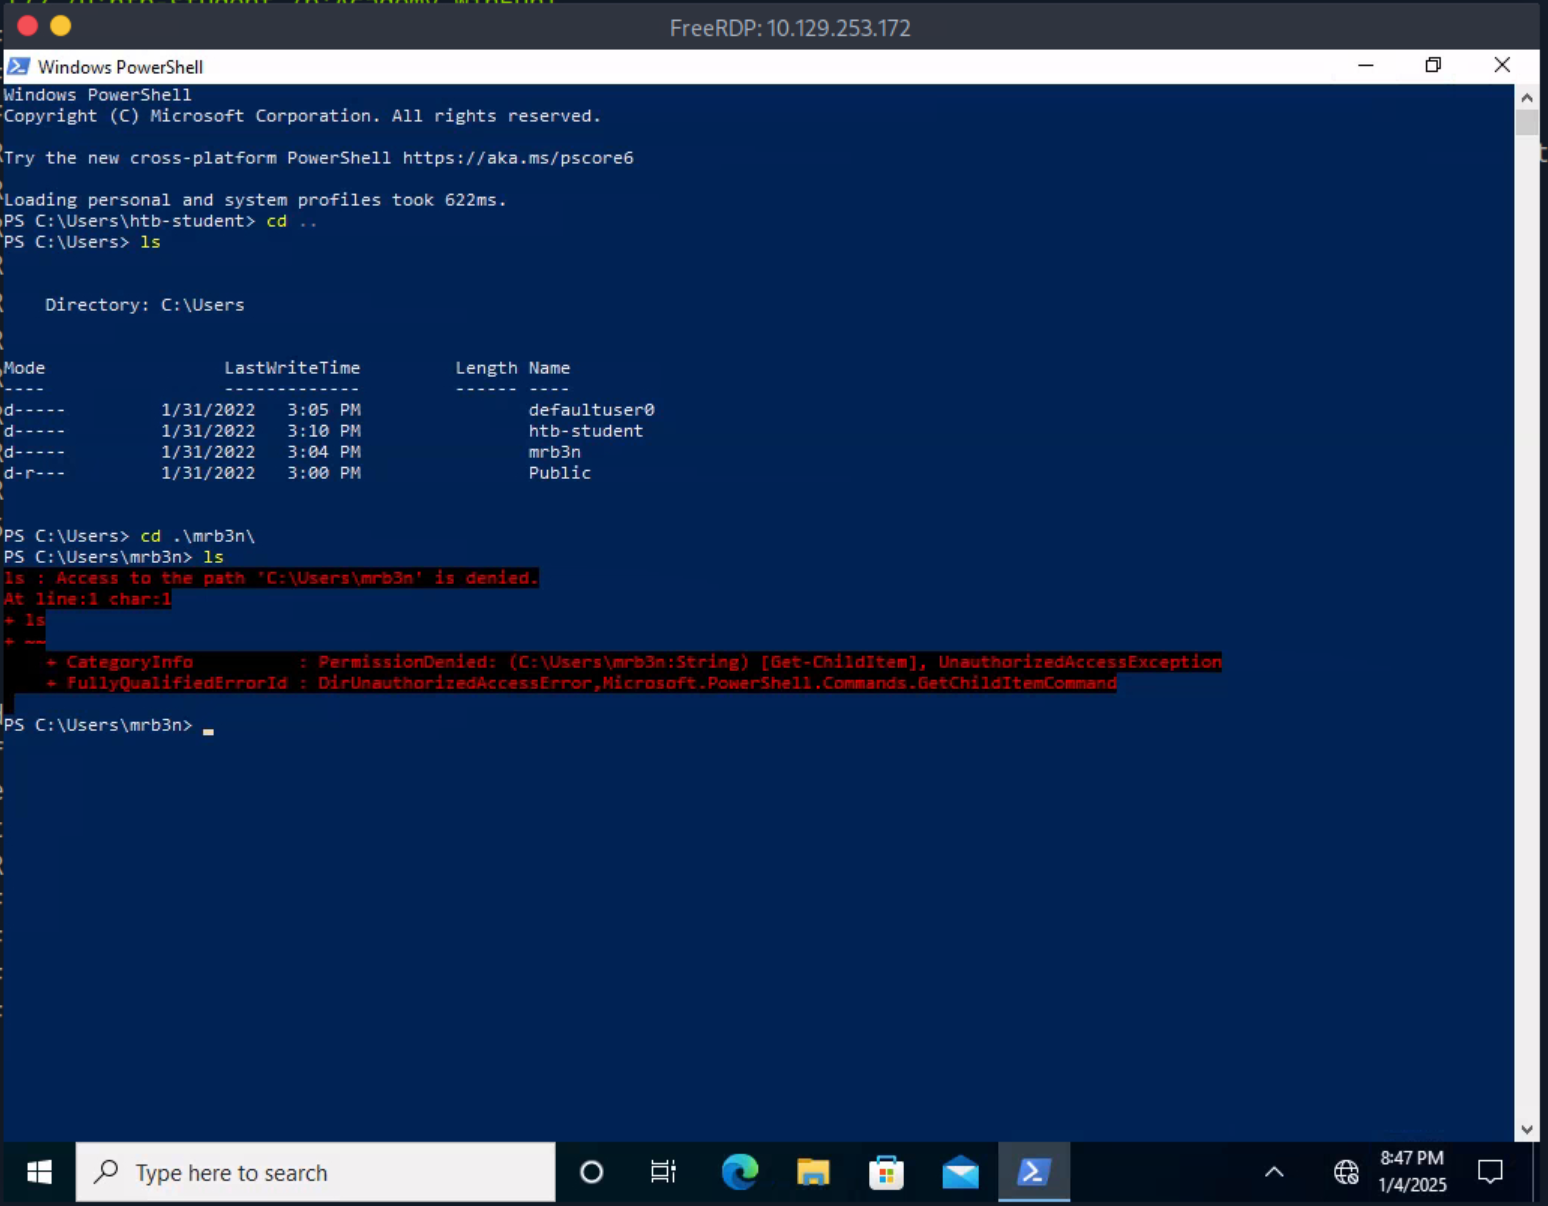 FreeRDP: 10.129.253.172
Windows PowerShell
Windows PowerShell
Copyright (C) Microsoft Corporation. All rights reserved.
Try the new cross-platform PowerShell https://aka.ms/pscore6
Loading personal and system profiles took 622ms.
PS C:\Users\htb-student> cd ..
PS C:\Users> ls
Directory: C:\Users
Mode                 LastWriteTime         Length Name
----                 -------------         ------ ----
d-----         1/31/2022   3:05 PM                defaultuser0
d-----         1/31/2022   3:10 PM                htb-student
d-----         1/31/2022   3:04 PM                mrb3n
d-r---         1/31/2022   3:00 PM                Public
PS C:\Users> cd .\mrb3n\
PS C:\Users\mrb3n> ls
ls : Access to the path 'C:\Users\mrb3n' is denied.
At line:1 char:1
+ ls
+ ~~
+ CategoryInfo          : PermissionDenied: (C:\Users\mrb3n:String) [Get-ChildItem], UnauthorizedAccessException
+ FullyQualifiedErrorId : DirUnauthorizedAccessError,Microsoft.PowerShell.Commands.GetChildItemCommand
PS C:\Users\mrb3n>
Type here to search
8:47 PM
1/4/2025